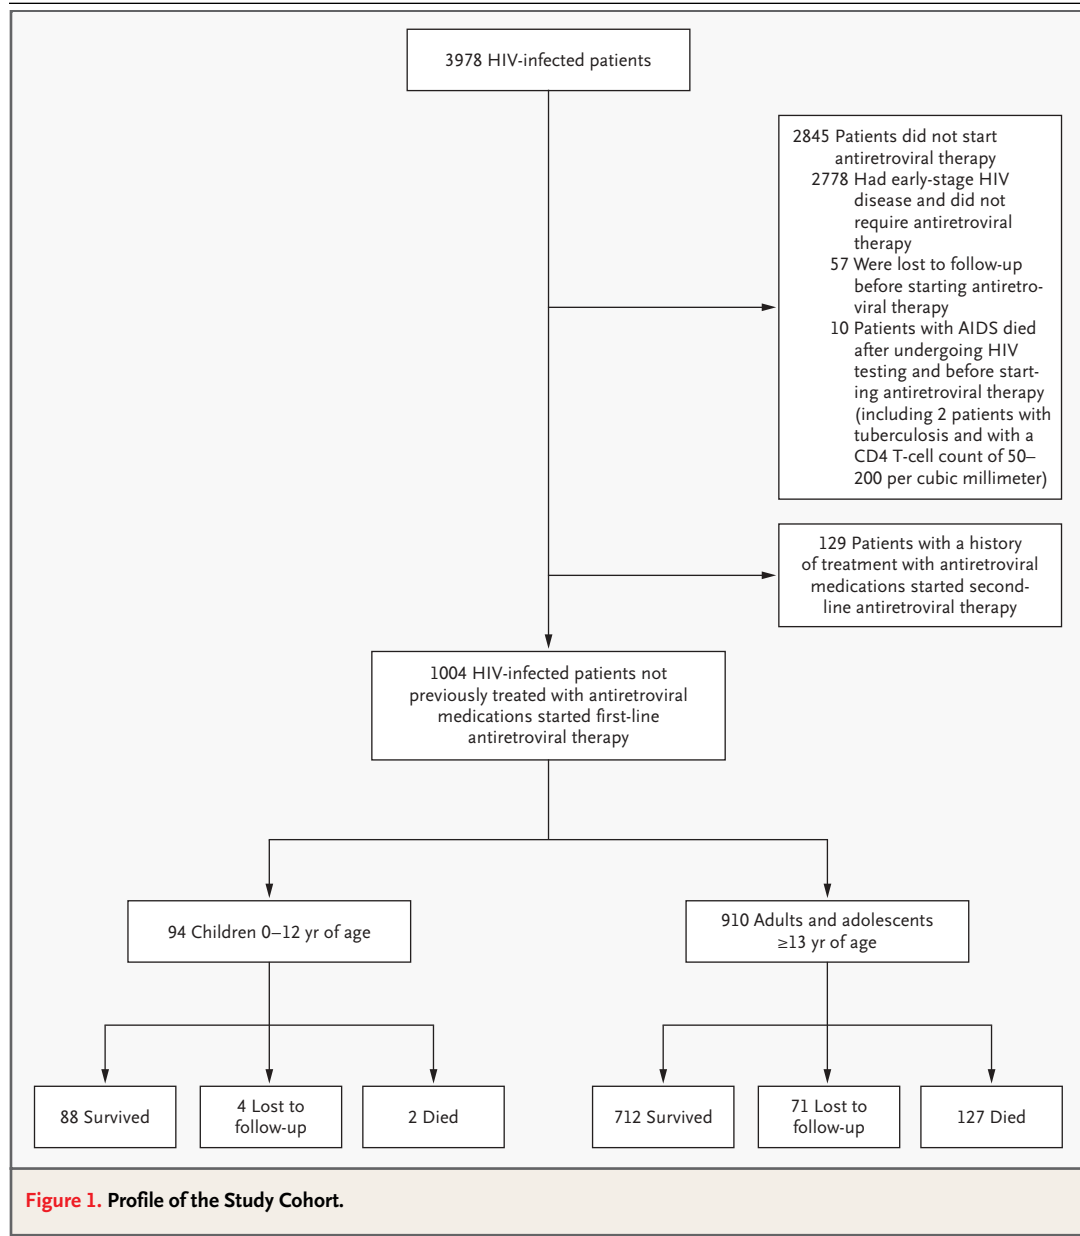 3978 HIV-infected patients
2845 Patients did not start
antiretroviral therapy
2778 Had early-stage HIV
disease and did not
require antiretroviral
therapy
57 Were lost to follow-up
before starting antiretro-
viral therapy
10 Patients with AIDS died
after undergoing HIV
testing and before start-
ing antiretroviral therapy
(including 2 patients with
tuberculosis and with a
CD4 T-cell count of 50–
200 per cubic millimeter)
129 Patients with a history
of treatment with antiretroviral
medications started second-
line antiretroviral therapy
1004 HIV-infected patients not
previously treated with antiretroviral
medications started first-line
antiretroviral therapy
94 Children 0–12 yr of age
910 Adults and adolescents
≥13 yr of age
88 Survived
4 Lost to
follow-up
2 Died
712 Survived
71 Lost to
follow-up
127 Died
Figure 1. Profile of the Study Cohort.